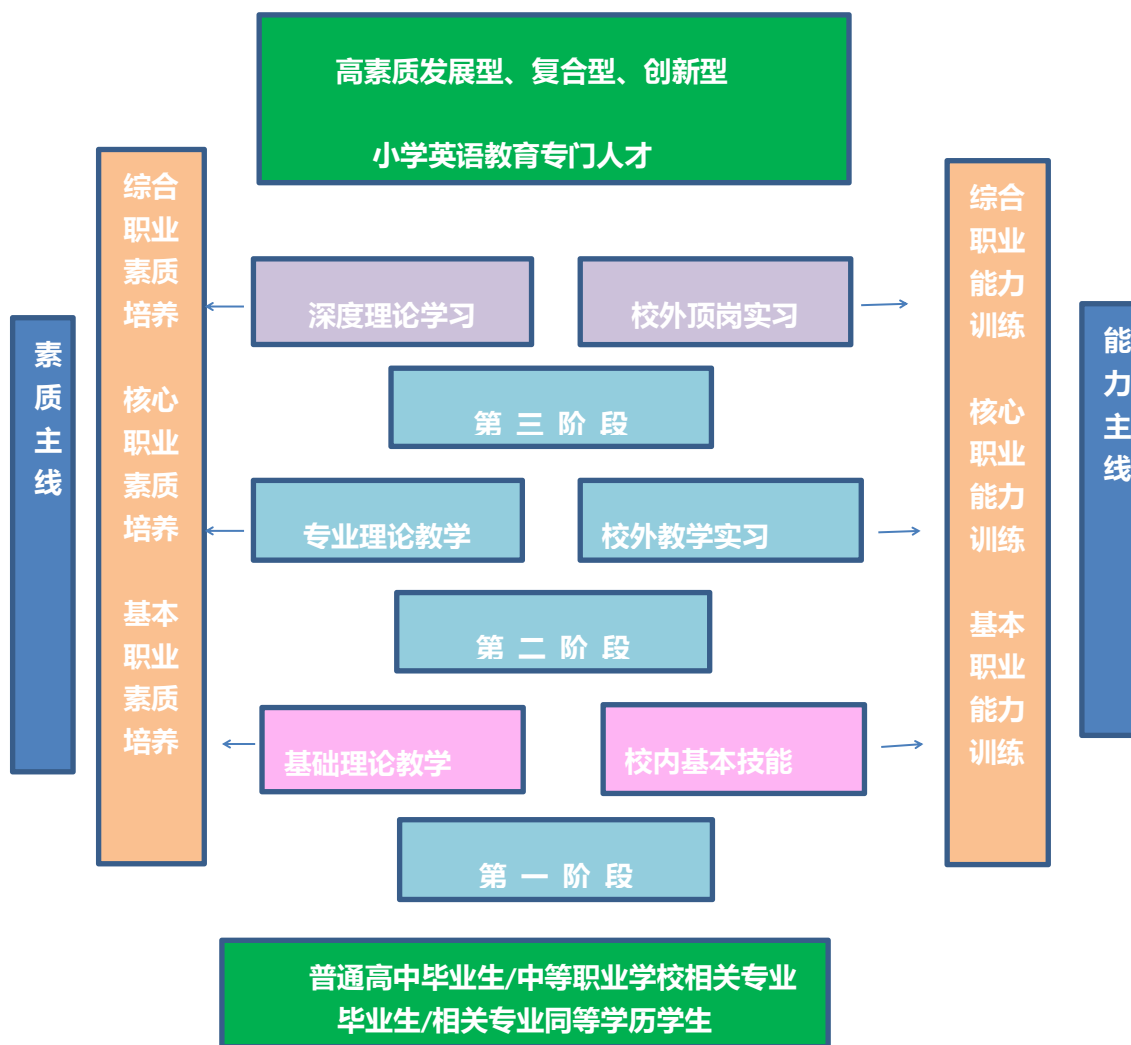 高素质发展型、复合型、创新型
小学英语教育专门人才
素
质
主
线
综合
职业
素质
培养
核心
职业
素质
培养
基本
职业
素质
培养
深度理论学习
校外顶岗实习
第 三 阶 段
专业理论教学
校外教学实习
第 二 阶 段
基础理论教学
校内基本技能
第 一 阶 段
综合
职业
能力
训练
核心
职业
能力
训练
基本
职业
能力
训练
能
力
主
线
普通高中毕业生/中等职业学校相关专业
毕业生/相关专业同等学历学生